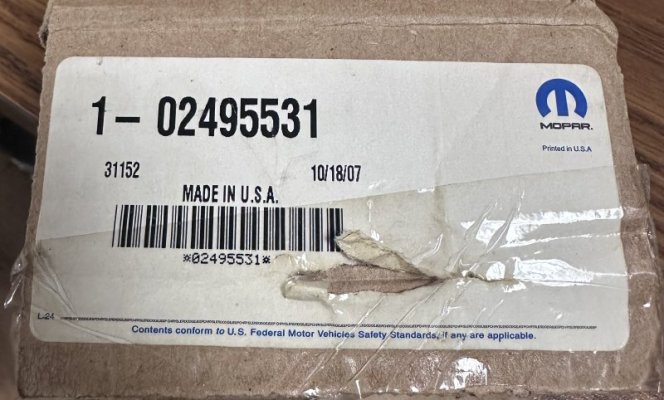 1- 02495531
MOPAR.
Printed in U.S.A
31152 10/18/07
MADE IN U.S.A.
*02495531*
L-24
Contents conform to U.S. Federal Motor Vehicles Safety Standards, if any are applicable.